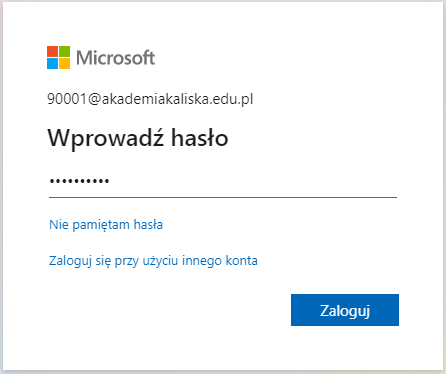 Microsoft
90001@akademiakaliska.edu.pl
Wprowadź hasło
••••••••••
Nie pamiętam hasła
Zaloguj się przy użyciu innego konta
Zaloguj